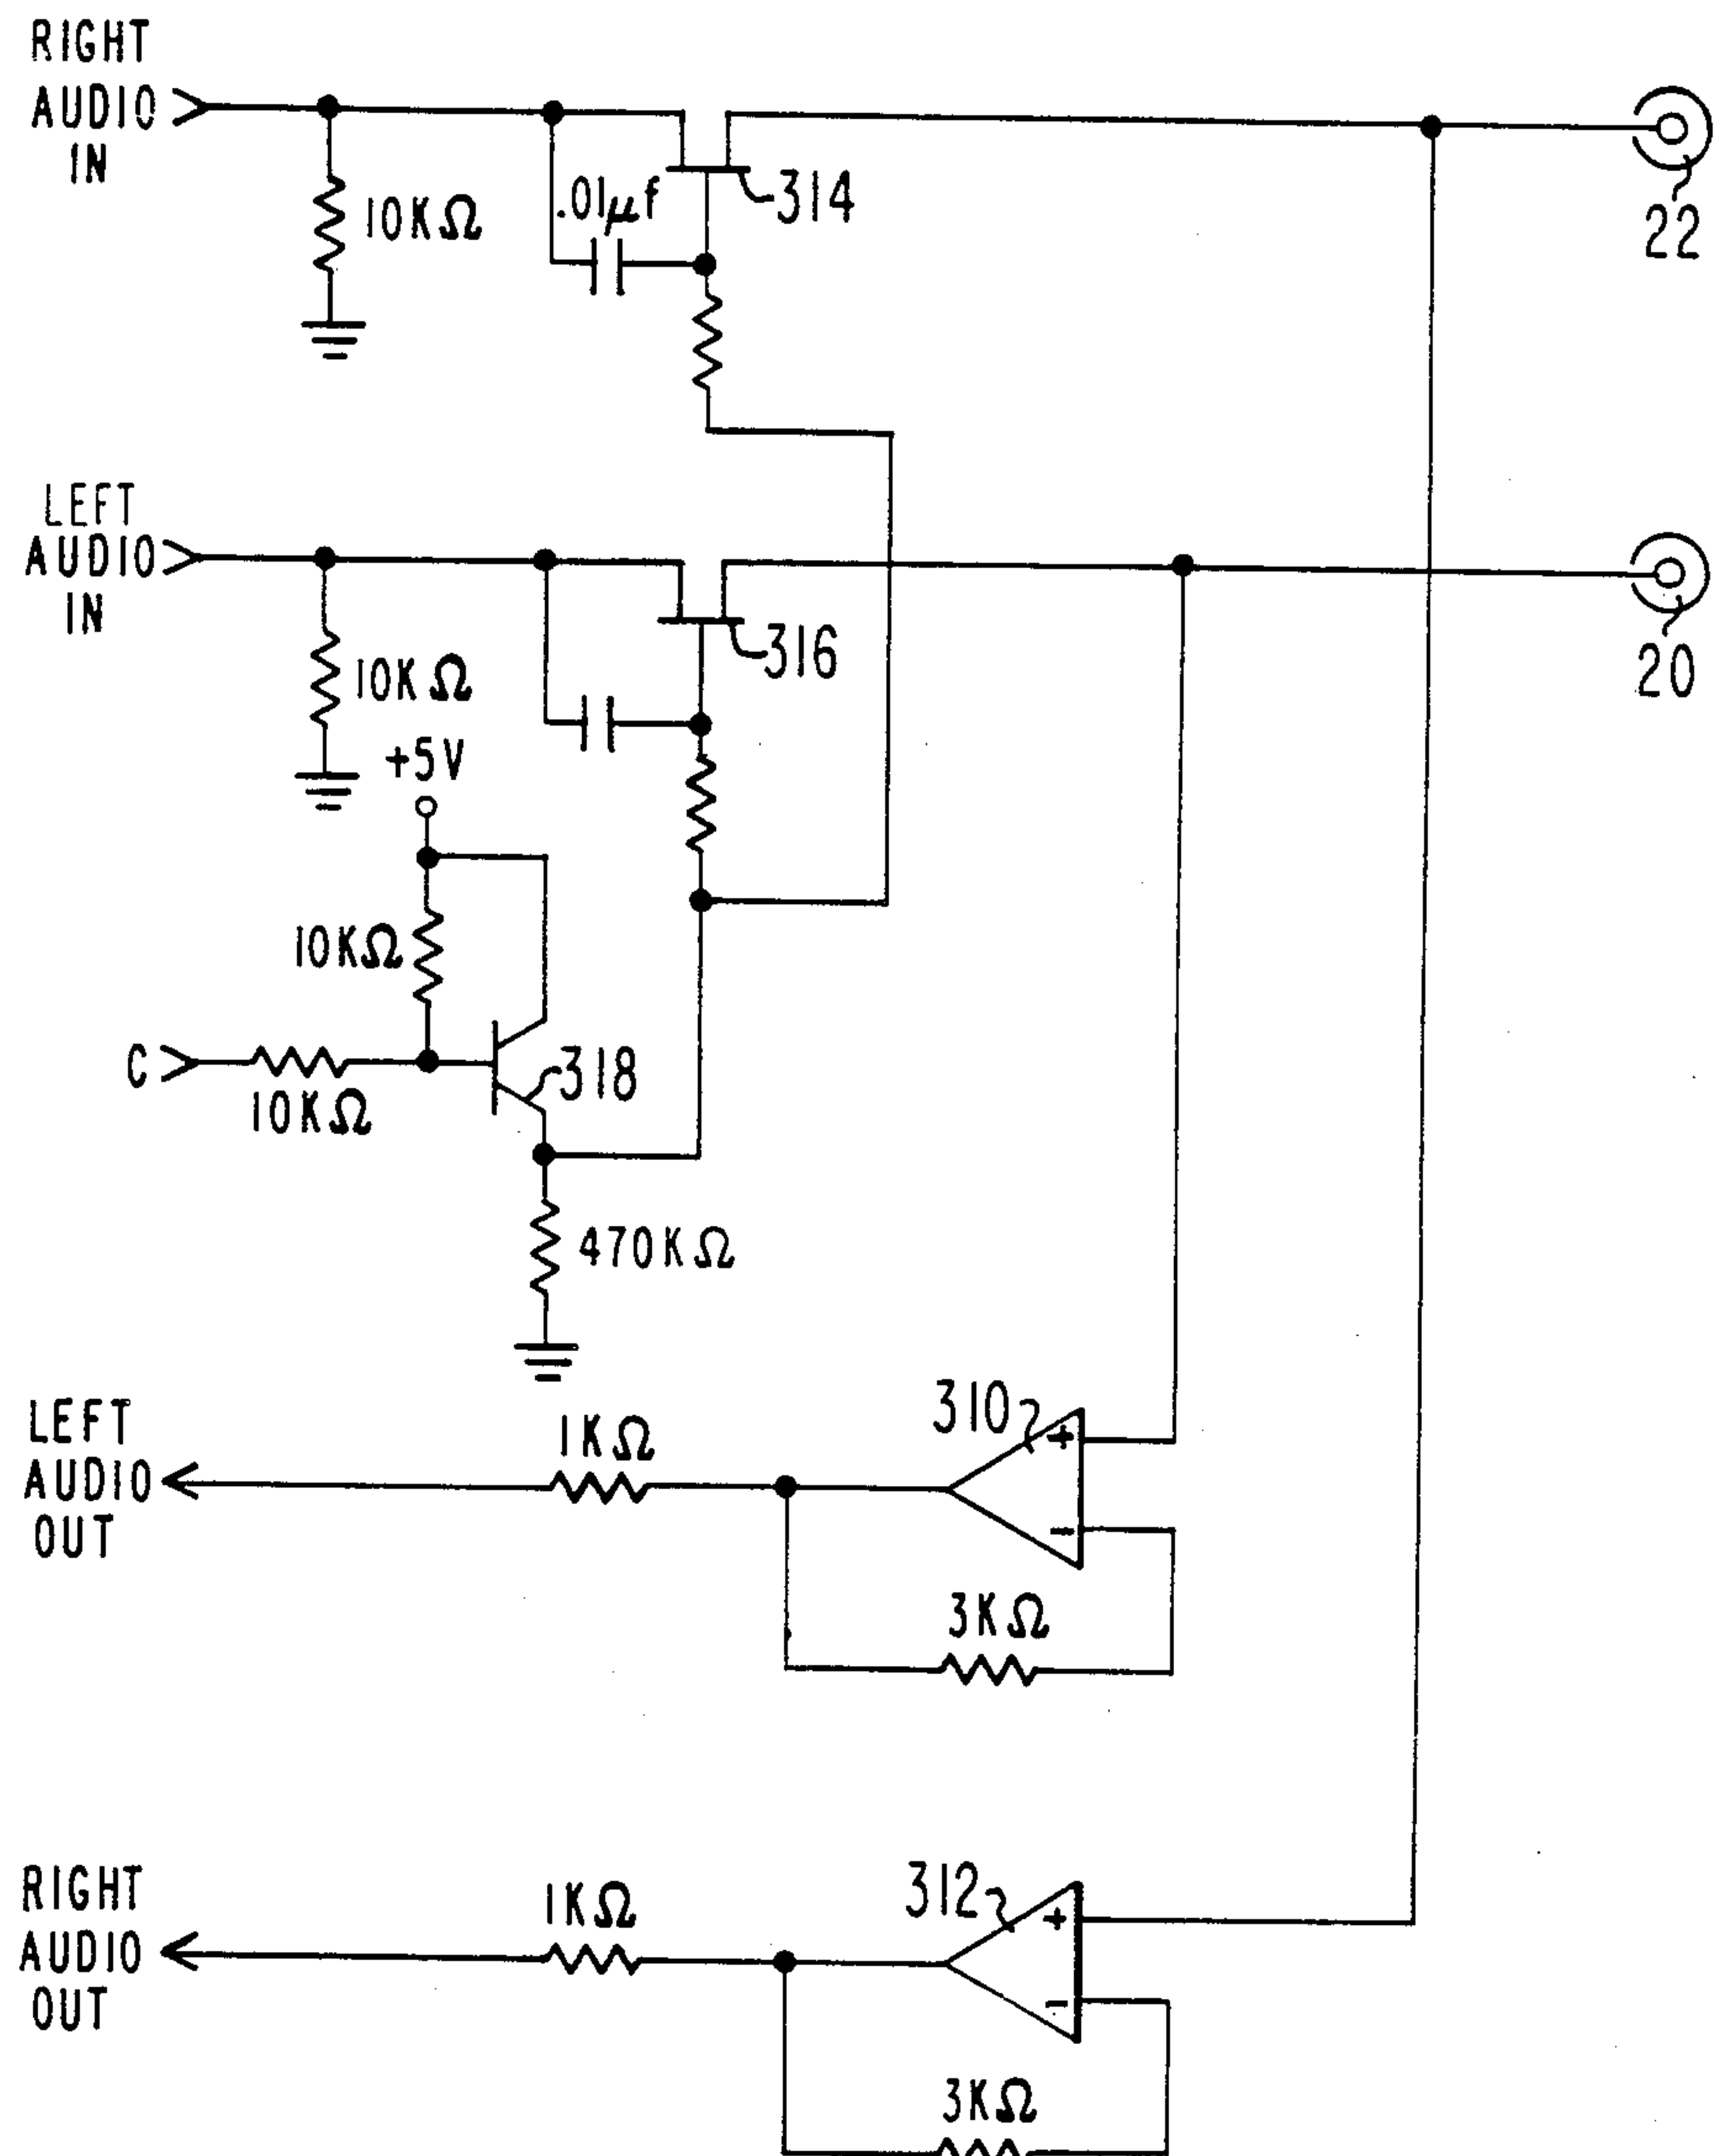 RIGHT
AUDIO
IN
10KΩ
.01μf
314
22
LEFT
AUDIO
IN
10KΩ
316
20
+5V
10KΩ
C
10KΩ
318
470KΩ
LEFT
AUDIO
OUT
1KΩ
310
+
-
3KΩ
RIGHT
AUDIO
OUT
1KΩ
312
+
-
3KΩ